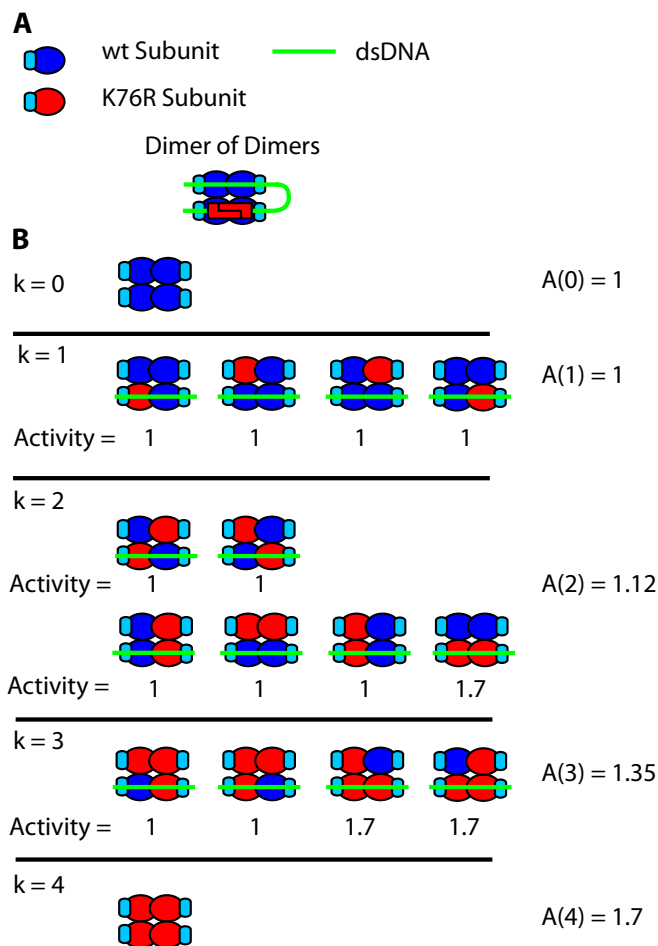 A
wt Subunit dsDNA
K76R Subunit
Dimer of Dimers
B
k = 0 A(0) = 1
k = 1 A(1) = 1
Activity = 1 1 1 1
k = 2
Activity = 1 1 A(2) = 1.12
Activity = 1 1 1 1.7
k = 3 A(3) = 1.35
Activity = 1 1 1.7 1.7
k = 4 A(4) = 1.7